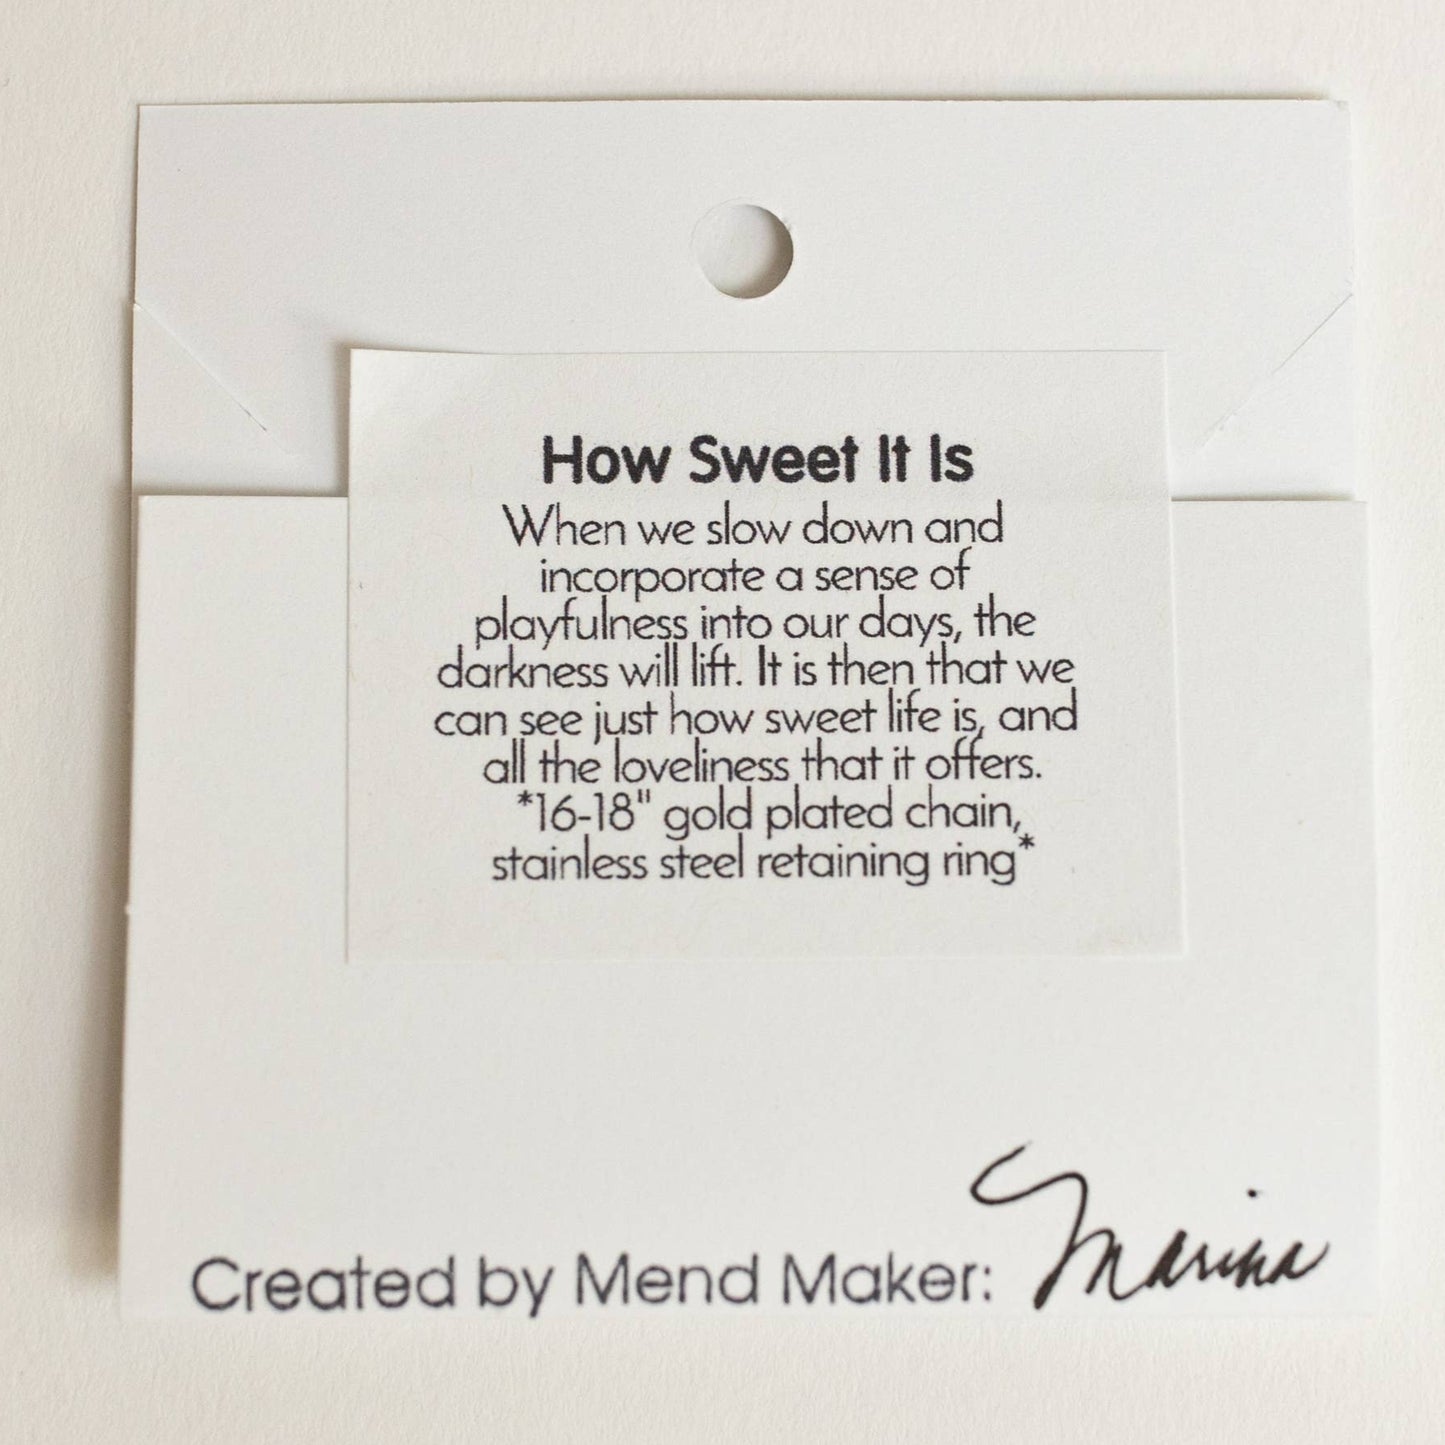 How Sweet It Is
When we slow down and
incorporate a sense of
playfulness into our days, the
darkness will lift. It is then that we
can see just how sweet life is, and
all the loveliness that it offers.
*16-18" gold plated chain,
stainless steel retaining ring*
Created by Mend Maker: Marina